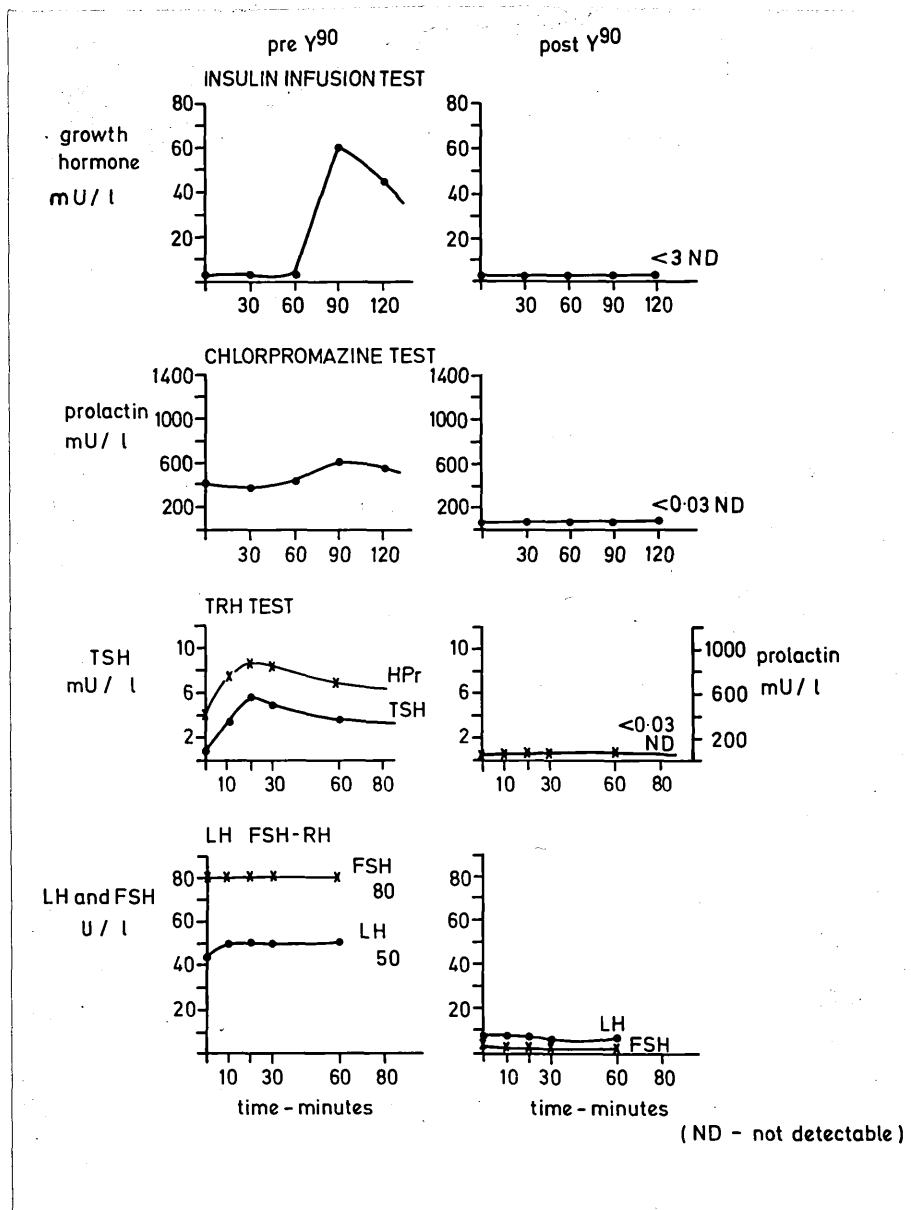 pre Y90 post Y90
INSULIN INFUSION TEST
growth
hormone
mU/ l
80
60
40
20
30 60 90 120
80
60
40
20
<3 ND
30 60 90 120
CHLORPROMAZINE TEST
prolactin
mU/ l
1400
1000
600
200
30 60 90 120
1400
1000
600
200
<0·03 ND
30 60 90 120
TRH TEST
TSH
mU/ l
10
6
2
HPr
TSH
10 30 60 80
10
6
2
<0·03
ND
1000
600
200
prolactin
mU/ l
10 30 60 80
LH FSH-RH
LH and FSH
U/ l
80
60
40
20
FSH
80
LH
50
10 30 60 80
time - minutes
80
60
40
20
LH
FSH
10 30 60 80
time - minutes
(ND - not detectable)